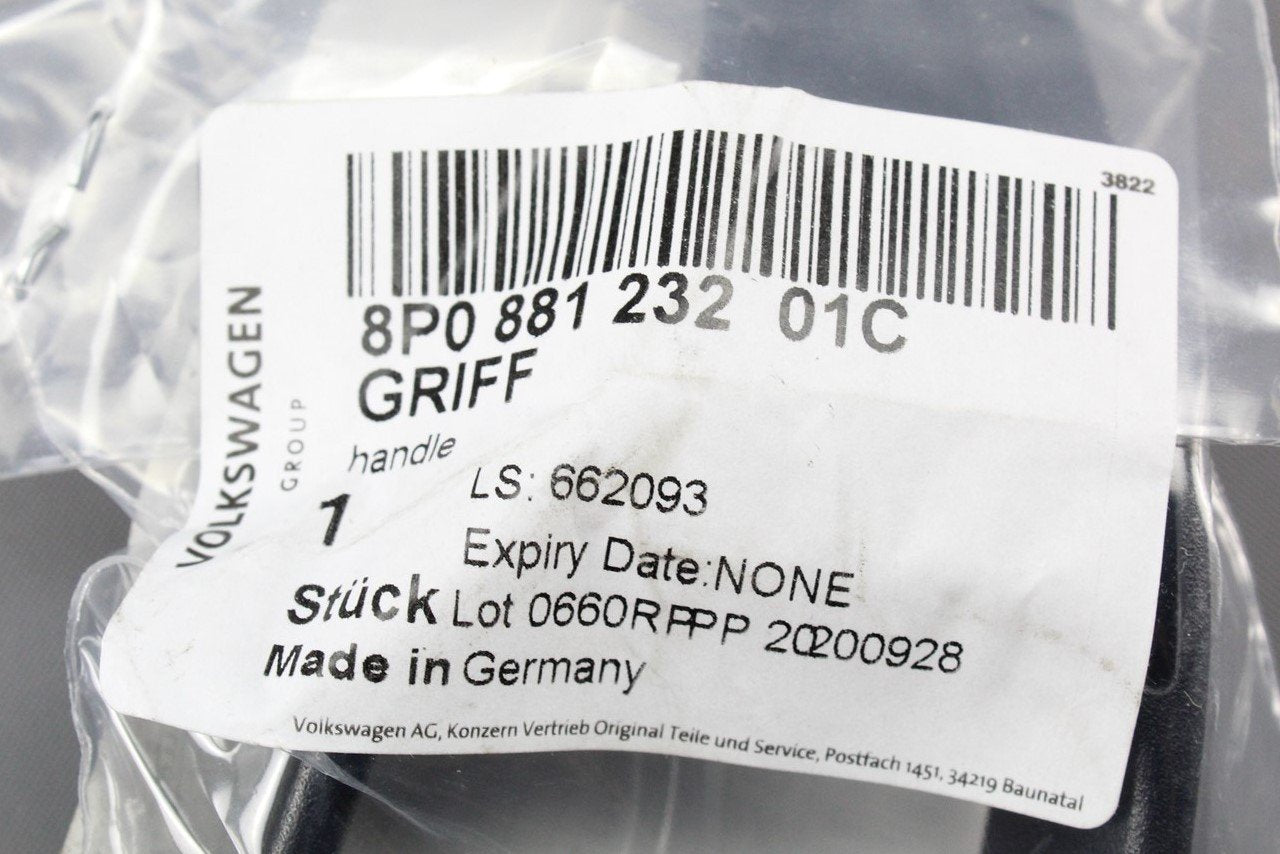 3822
8P0 881 232 01C
GRIFF
handle
1
Stück
LS: 662093
Expiry Date:NONE
Lot 0660RPPPP 20200928
Made in Germany
VOLKSWAGEN
GROUP
Volkswagen AG, Konzern Vertrieb Original Teile und Service, Postfach 1451, 34219 Baunatal